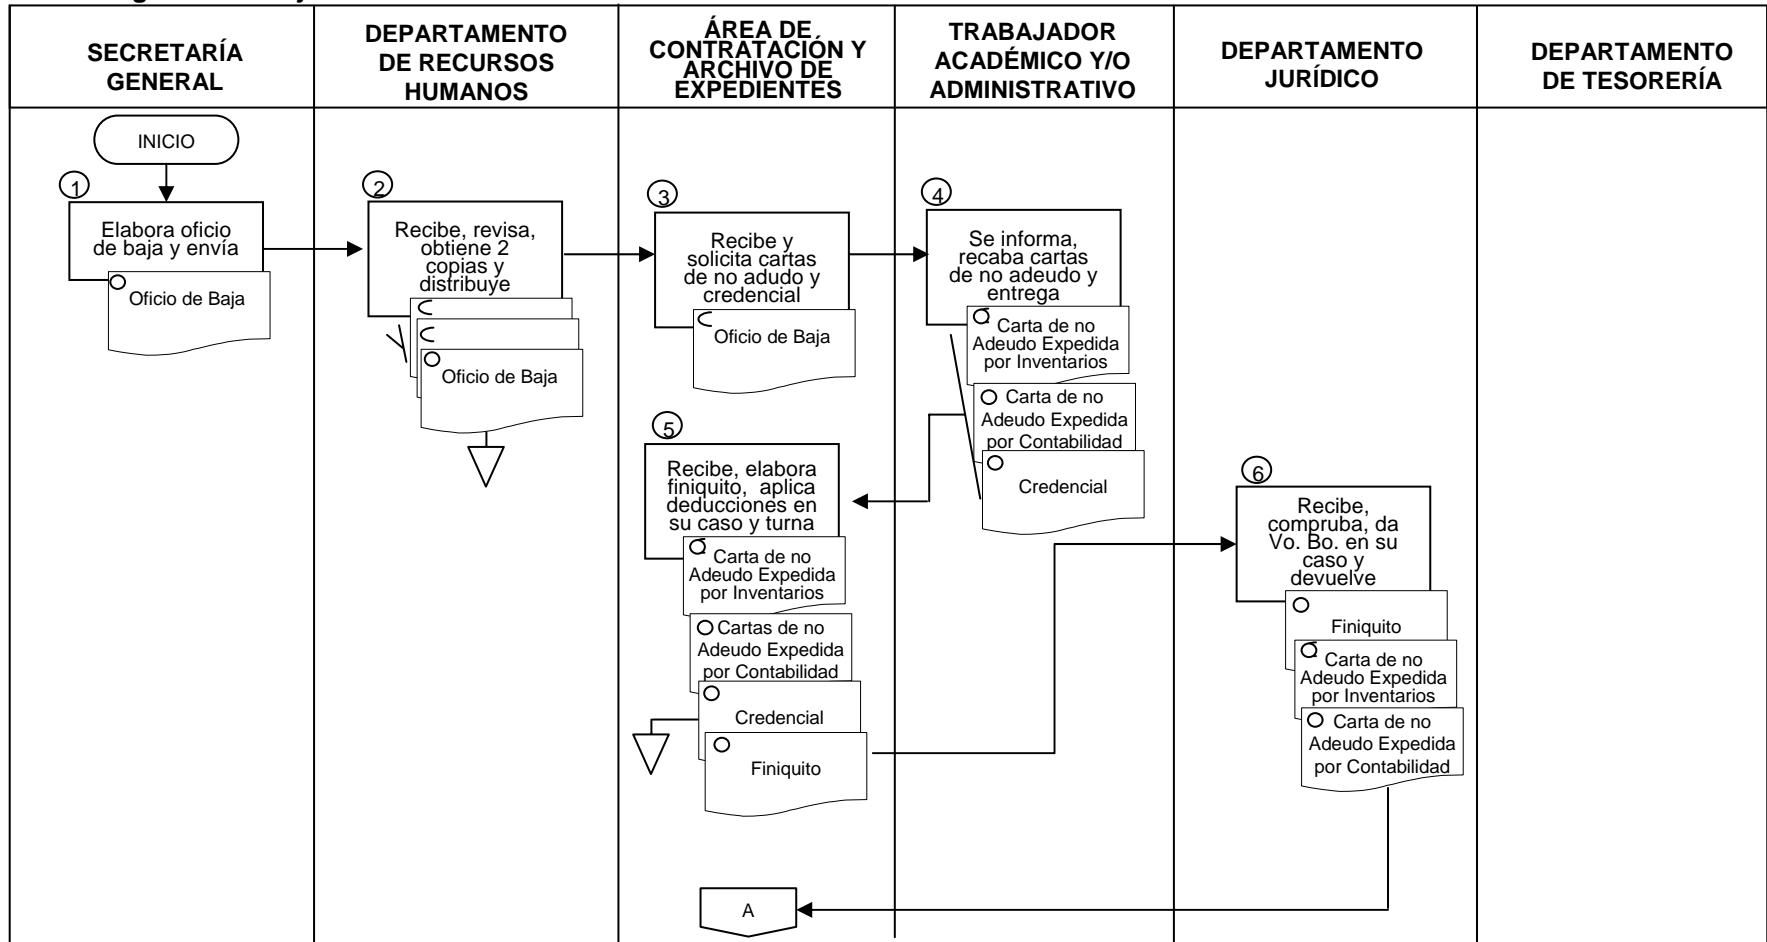 SECRETARÍA
GENERAL
DEPARTAMENTO
DE RECURSOS
HUMANOS
ÁREA DE
CONTRATACIÓN Y
ARCHIVO DE
EXPEDIENTES
TRABAJADOR
ACADÉMICO Y/O
ADMINISTRATIVO
DEPARTAMENTO
JURÍDICO
DEPARTAMENTO
DE TESORERÍA
INICIO
1
Elabora oficio
de baja y envía
Oficio de Baja
2
Recibe, revisa,
obtiene 2
copias y
distribuye
Oficio de Baja
3
Recibe y
solicita cartas
de no adudo y
credencial
Oficio de Baja
4
Se informa,
recaba cartas
de no adeudo y
entrega
Carta de no
Adeudo Expedida
por Inventarios
Carta de no
Adeudo Expedida
por Contabilidad
Credencial
5
Recibe, elabora
finiquito, aplica
deducciones en
su caso y turna
Carta de no
Adeudo Expedida
por Inventarios
Cartas de no
Adeudo Expedida
por Contabilidad
Credencial
Finiquito
6
Recibe,
compruba, da
Vo. Bo. en su
caso y
devuelve
Finiquito
Carta de no
Adeudo Expedida
por Inventarios
Carta de no
Adeudo Expedida
por Contabilidad
A